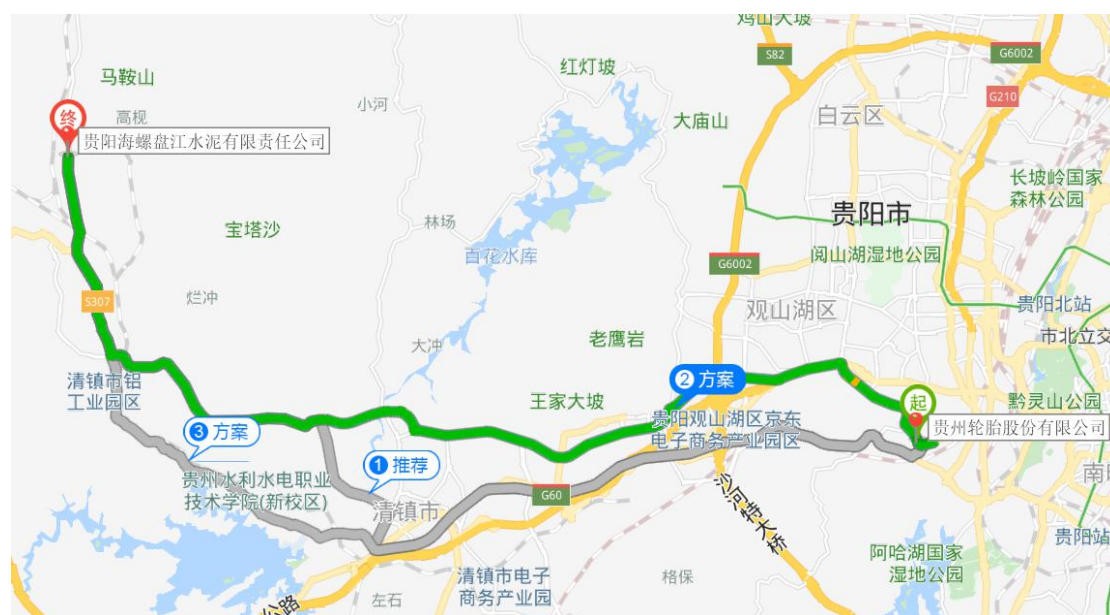 鸡山大坡
S82
G6002
马鞍山
红灯坡
G210
终
高枧
小河
大庙山
白云区
贵阳海螺盘江水泥有限责任公司
长坡岭国家
森林公园
贵阳市
宝塔沙
林场
百花水库
阅山湖湿地公园
G6002
S307
烂冲
观山湖区
贵阳北站
市北立交
老鹰岩
大冲
清镇市铝
工业园区
2 方案
王家大坡
起
黔灵山公园
贵阳观山湖区京东
电子商务产业园区
贵州轮胎股份有限公司
3 方案
1 推荐
贵州水利水电职业
技术学院(新校区)
清镇市
G60
沙河特大桥
南明
贵阳站
阿哈湖国家
湿地公园
清镇市电子
商务产业园
格保
左石
公路